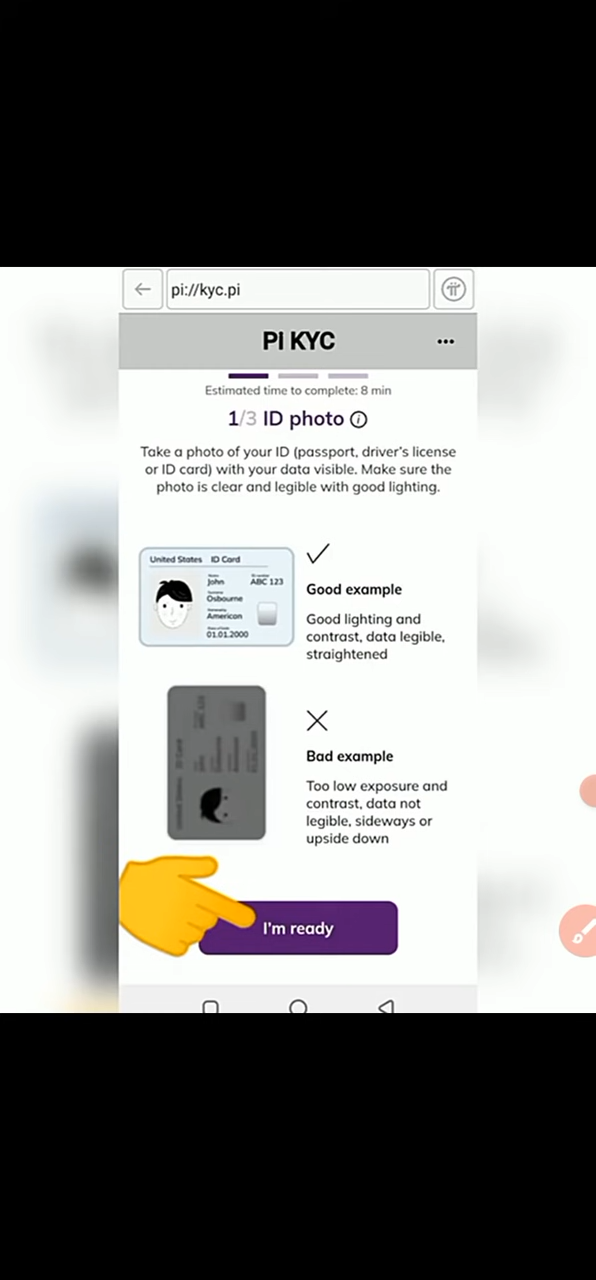 pi://kyc.pi
PI KYC
Estimated time to complete: 8 min
1/3 ID photo
Take a photo of your ID (passport, driver's license
or ID card) with your data visible. Make sure the
photo is clear and legible with good lighting.
United States ID Card
John ABC 123
Osbourne
American
01.01.2000
Good example
Good lighting and
contrast, data legible,
straightened
Bad example
Too low exposure and
contrast, data not
legible, sideways or
upside down
I'm ready